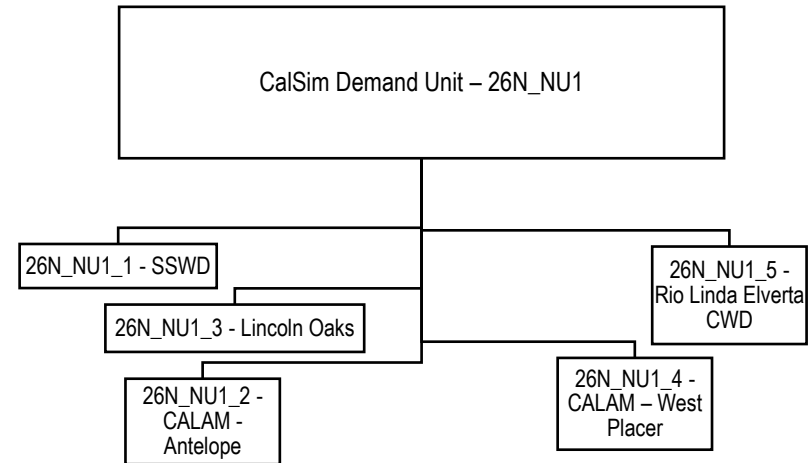 CalSim Demand Unit – 26N_NU1
26N_NU1_1 - SSWD
26N_NU1_5 -
Rio Linda Elverta
CWD
26N_NU1_3 - Lincoln Oaks
26N_NU1_2 -
CALAM -
Antelope
26N_NU1_4 -
CALAM – West
Placer